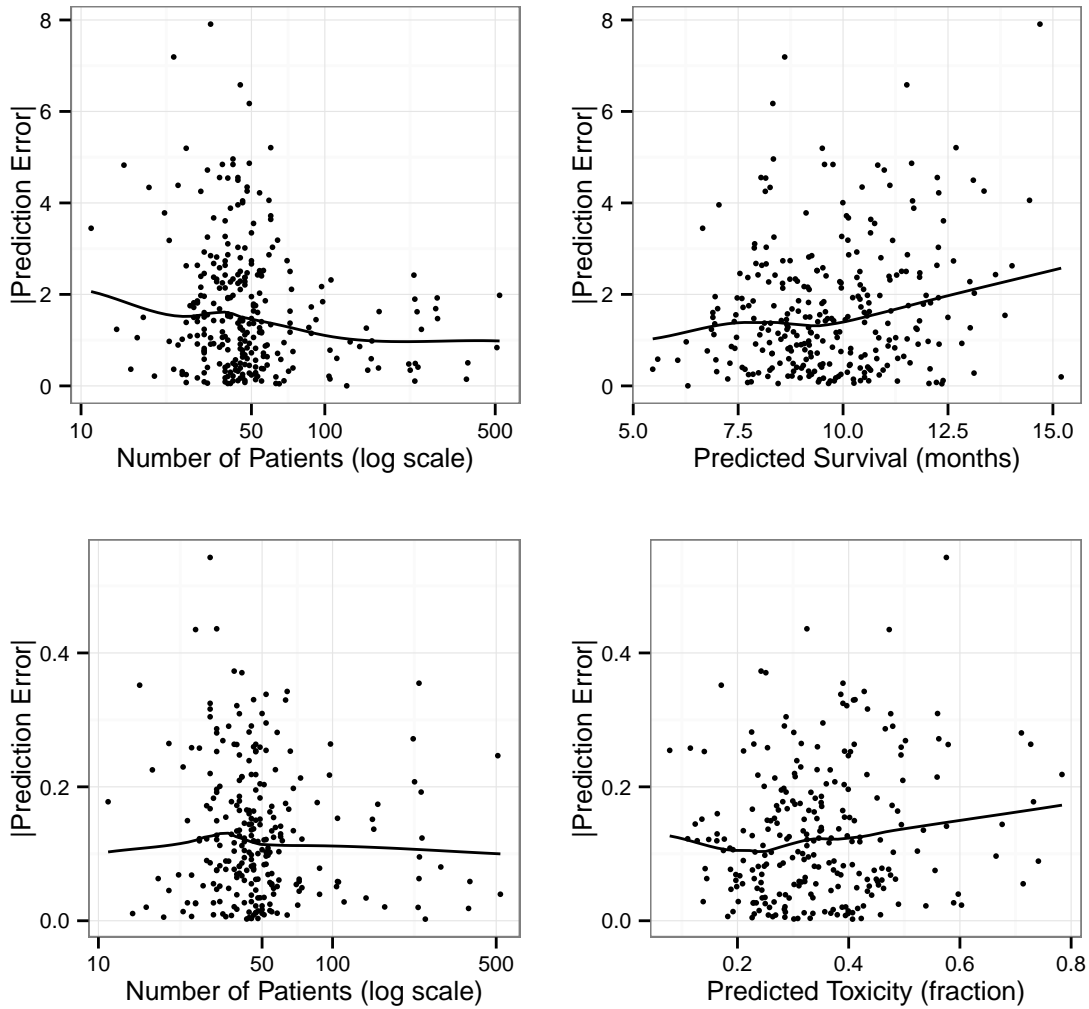 8
6
4
2
0
|Prediction Error|
10 50 100 500
Number of Patients (log scale)
8
6
4
2
0
|Prediction Error|
5.0 7.5 10.0 12.5 15.0
Predicted Survival (months)
0.4
0.2
0.0
|Prediction Error|
10 50 100 500
Number of Patients (log scale)
0.4
0.2
0.0
|Prediction Error|
0.2 0.4 0.6 0.8
Predicted Toxicity (fraction)